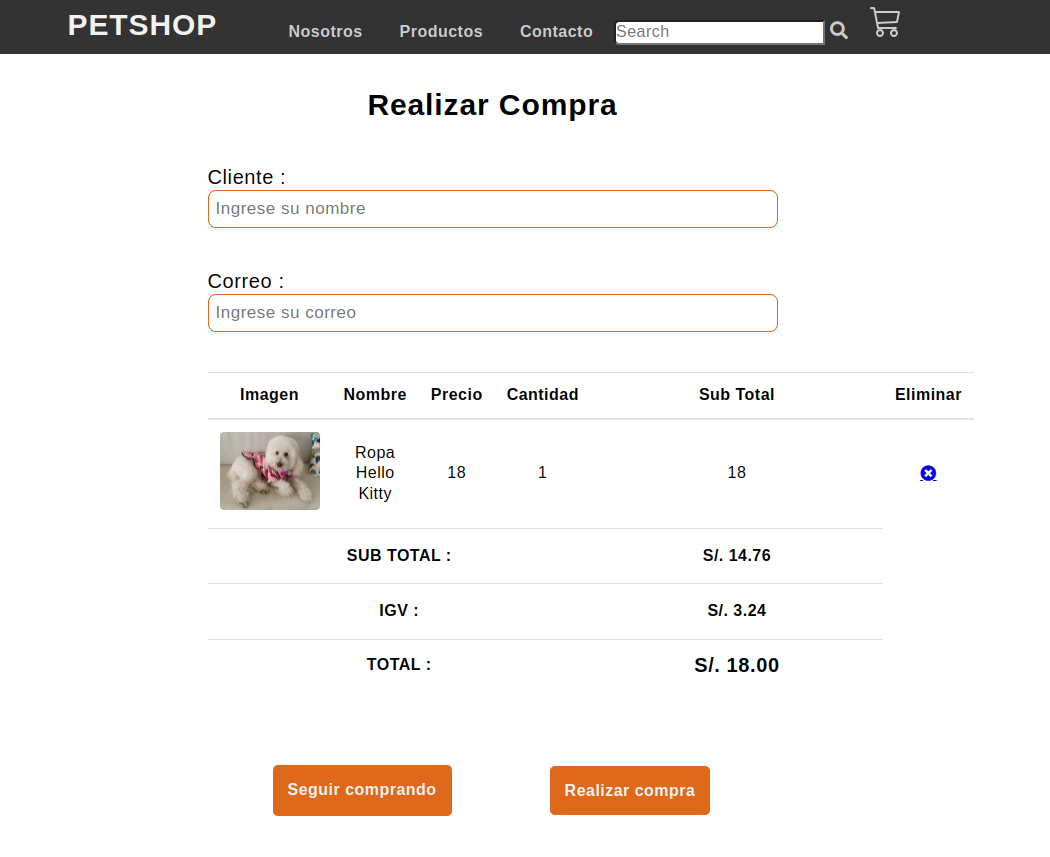 PETSHOP Nosotros Productos Contacto Search
Realizar Compra
Cliente :
Ingrese su nombre
Correo :
Ingrese su correo
Imagen Nombre Precio Cantidad Sub Total Eliminar
Ropa
Hello
Kitty
18 1 18
SUB TOTAL : S/. 14.76
IGV : S/. 3.24
TOTAL : S/. 18.00
Seguir comprando Realizar compra